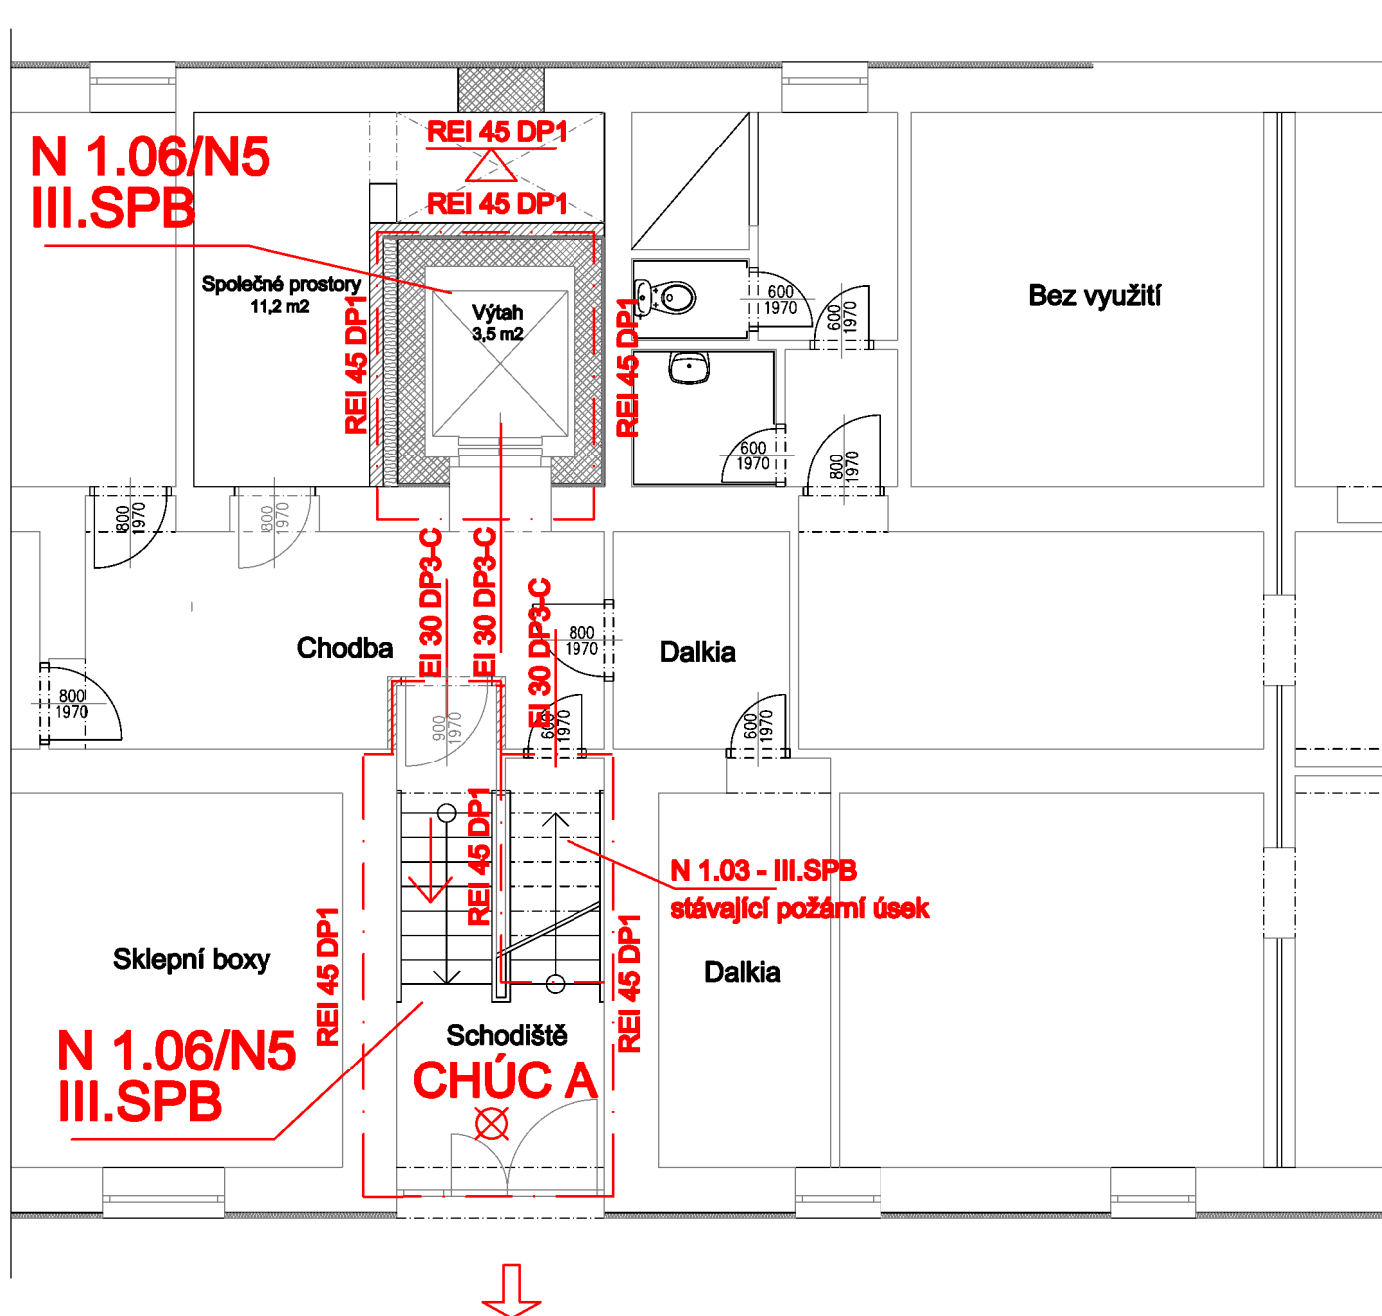 REI 45 DP1
N 1.06/N5
III.SPB
REI 45 DP1
Společné prostory
11,2 m2
Výtah
3,5 m2
REI 45 DP1
REI 45 DP1
600
1970
600
1970
Bez využití
600
1970
800
1970
800
1970
800
1970
EI 30 DP3-C
EI 30 DP3-C
EI 30 DP3-C
Chodba
800
1970
Dalkia
800
1970
900
1970
600
1970
600
1970
REI 45 DP1
N 1.03 - III.SPB
stávající požární úsek
REI 45 DP1
REI 45 DP1
Sklepní boxy
Dalkia
N 1.06/N5
III.SPB
Schodiště
CHÚC A